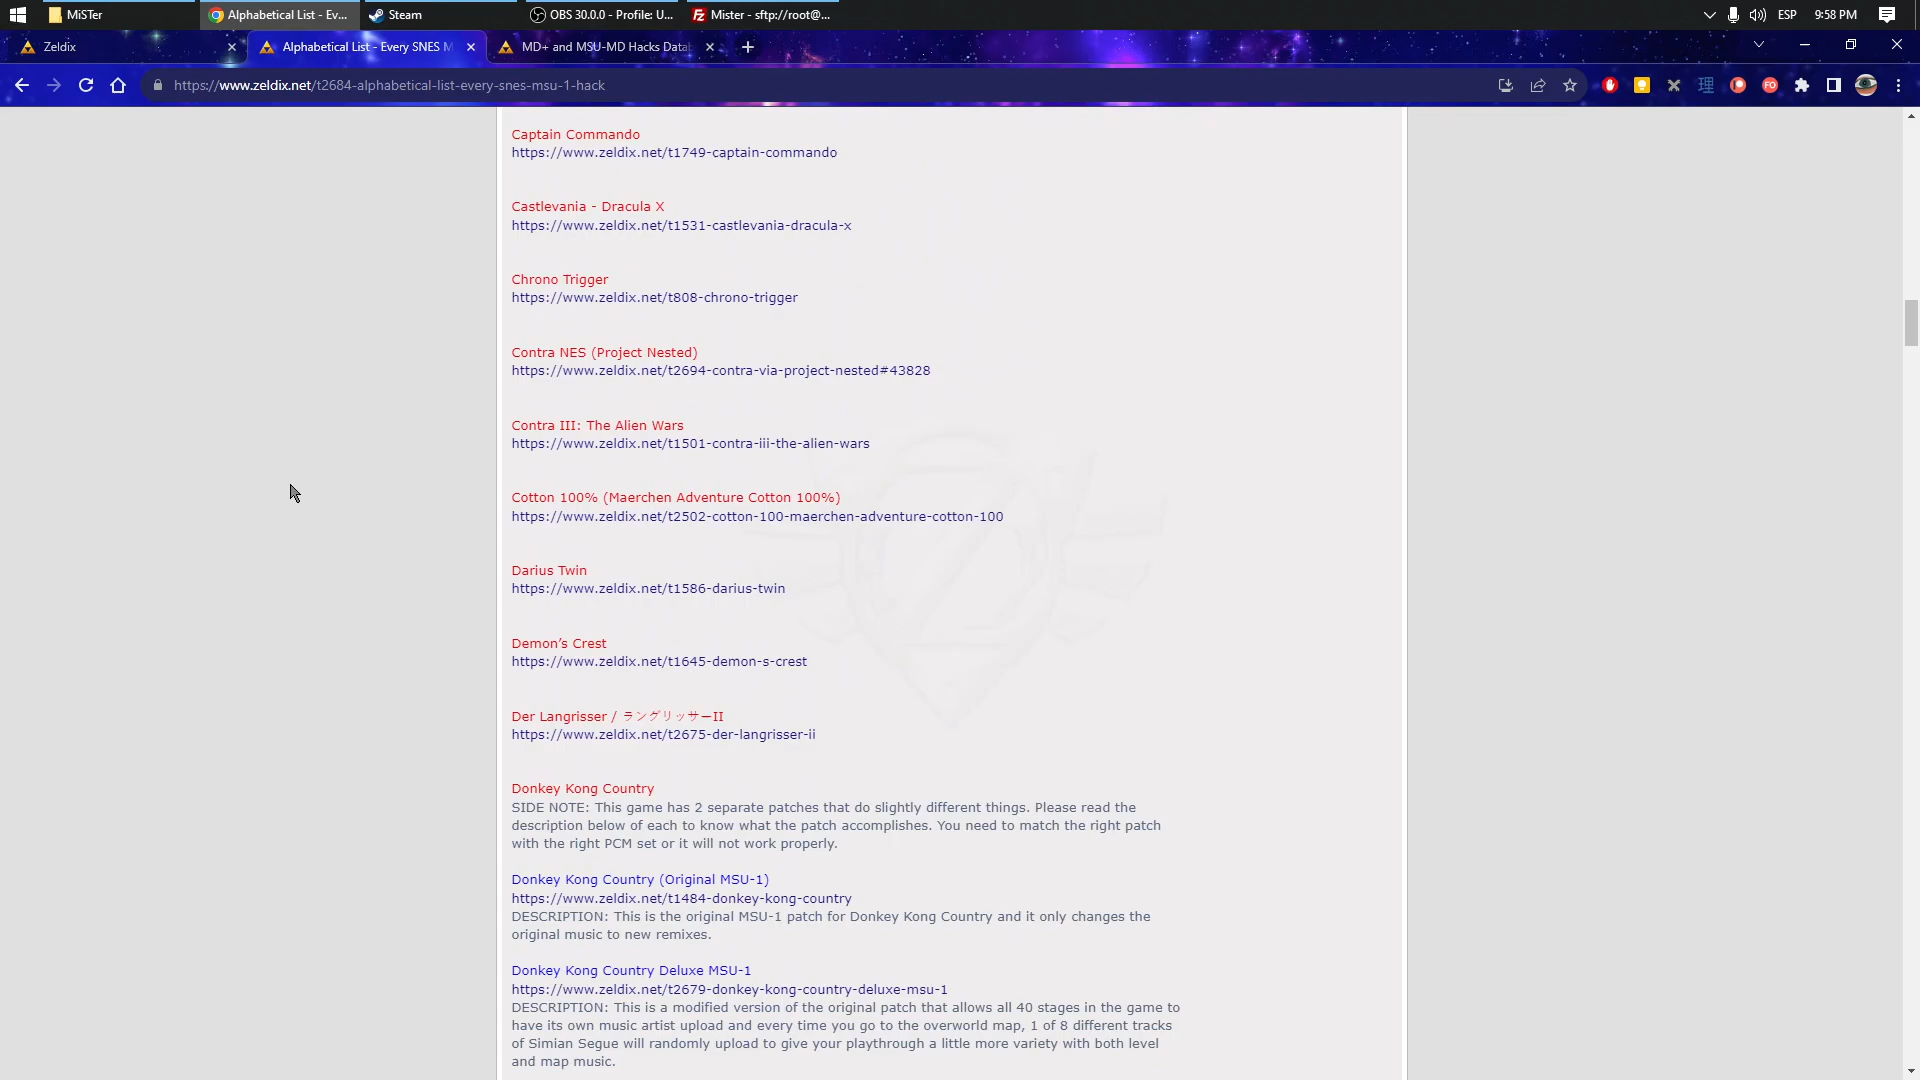 MiSTer
Alphabetical List - Ev...
Steam
OBS 30.0.0 - Profile: U...
Mister - sftp://root@...
ESP
9:58 PM
Zeldix
Alphabetical List - Every SNES M
MD+ and MSU-MD Hacks Data
https://www.zeldix.net/t2684-alphabetical-list-every-snes-msu-1-hack
Captain Commando
https://www.zeldix.net/t1749-captain-commando
Castlevania - Dracula X
https://www.zeldix.net/t1531-castlevania-dracula-x
Chrono Trigger
https://www.zeldix.net/t808-chrono-trigger
Contra NES (Project Nested)
https://www.zeldix.net/t2694-contra-via-project-nested#43828
Contra III: The Alien Wars
https://www.zeldix.net/t1501-contra-iii-the-alien-wars
Cotton 100% (Maerchen Adventure Cotton 100%)
https://www.zeldix.net/t2502-cotton-100-maerchen-adventure-cotton-100
Darius Twin
https://www.zeldix.net/t1586-darius-twin
Demon’s Crest
https://www.zeldix.net/t1645-demon-s-crest
Der Langrisser / ラングリッサーII
https://www.zeldix.net/t2675-der-langrisser-ii
Donkey Kong Country
SIDE NOTE: This game has 2 separate patches that do slightly different things. Please read the
description below of each to know what the patch accomplishes. You need to match the right patch
with the right PCM set or it will not work properly.
Donkey Kong Country (Original MSU-1)
https://www.zeldix.net/t1484-donkey-kong-country
DESCRIPTION: This is the original MSU-1 patch for Donkey Kong Country and it only changes the
original music to new remixes.
Donkey Kong Country Deluxe MSU-1
https://www.zeldix.net/t2679-donkey-kong-country-deluxe-msu-1
DESCRIPTION: This is a modified version of the original patch that allows all 40 stages in the game to
have its own music artist upload and every time you go to the overworld map, 1 of 8 different tracks
of Simian Segue will randomly upload to give your playthrough a little more variety with both level
and map music.